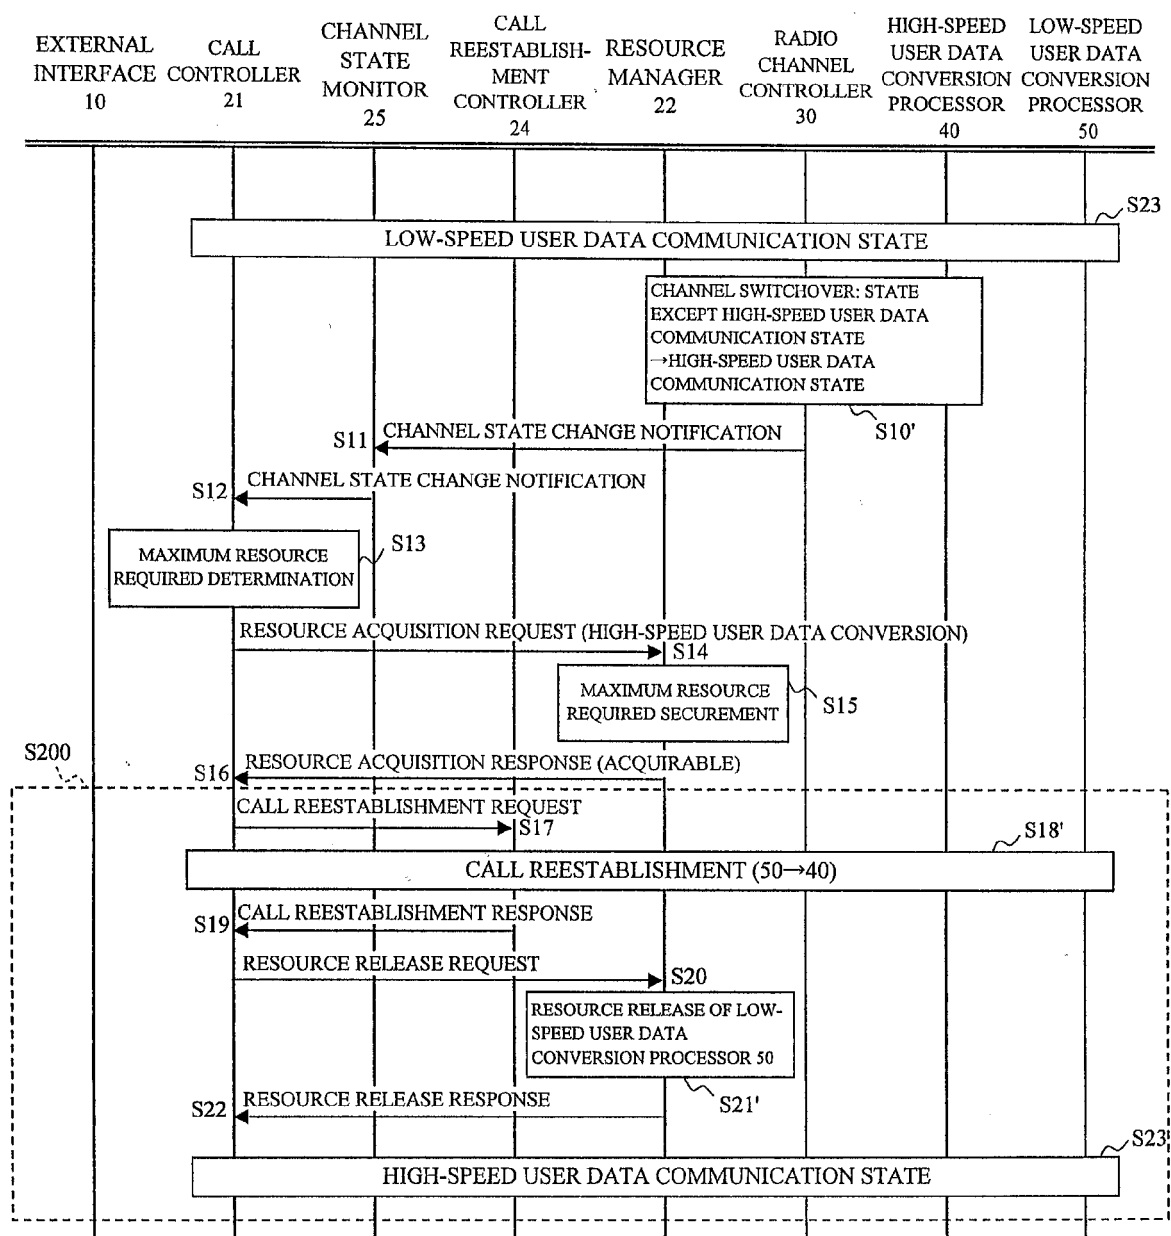 EXTERNAL
INTERFACE
10
CALL
CONTROLLER
21
CHANNEL
STATE
MONITOR
25
CALL
REESTABLISH-
MENT
CONTROLLER
24
RESOURCE
MANAGER
22
RADIO
CHANNEL
CONTROLLER
30
HIGH-SPEED
USER DATA
CONVERSION
PROCESSOR
40
LOW-SPEED
USER DATA
CONVERSION
PROCESSOR
50
S23
LOW-SPEED USER DATA COMMUNICATION STATE
CHANNEL SWITCHOVER: STATE
EXCEPT HIGH-SPEED USER DATA
COMMUNICATION STATE
→HIGH-SPEED USER DATA
COMMUNICATION STATE
S10'
S11
CHANNEL STATE CHANGE NOTIFICATION
S12
CHANNEL STATE CHANGE NOTIFICATION
S13
MAXIMUM RESOURCE
REQUIRED DETERMINATION
RESOURCE ACQUISITION REQUEST (HIGH-SPEED USER DATA CONVERSION)
S14
MAXIMUM RESOURCE
REQUIRED SECUREMENT
S15
S200
S16
RESOURCE ACQUISITION RESPONSE (ACQUIRABLE)
CALL REESTABLISHMENT REQUEST
S17
S18'
CALL REESTABLISHMENT (50→40)
S19
CALL REESTABLISHMENT RESPONSE
RESOURCE RELEASE REQUEST
S20
RESOURCE RELEASE OF LOW-
SPEED USER DATA
CONVERSION PROCESSOR 50
S21'
S22
RESOURCE RELEASE RESPONSE
S23
HIGH-SPEED USER DATA COMMUNICATION STATE